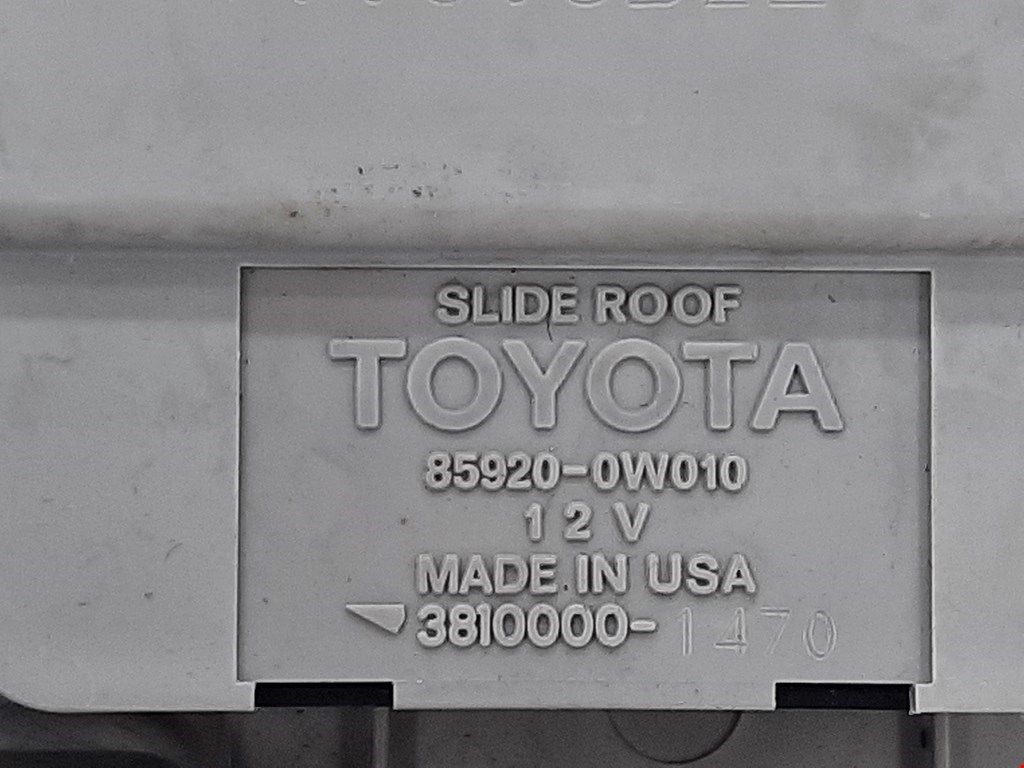 SLIDE ROOF
TOYOTA
85920-0W010
12V
MADE IN USA
3810000-1470